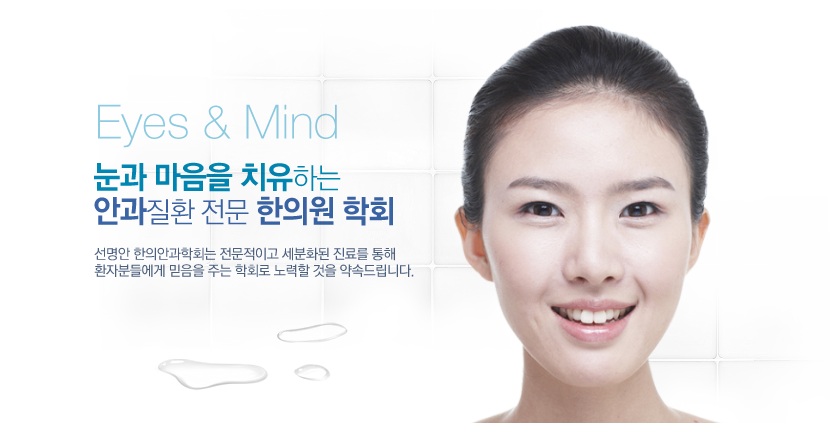 Eyes & Mind
눈과 마음을 치유하는
안과질환 전문 한의원 학회
선명안 한의안과학회는 전문적이고 세분화된 진료를 통해
환자분들에게 믿음을 주는 학회로 노력할 것을 약속드립니다.